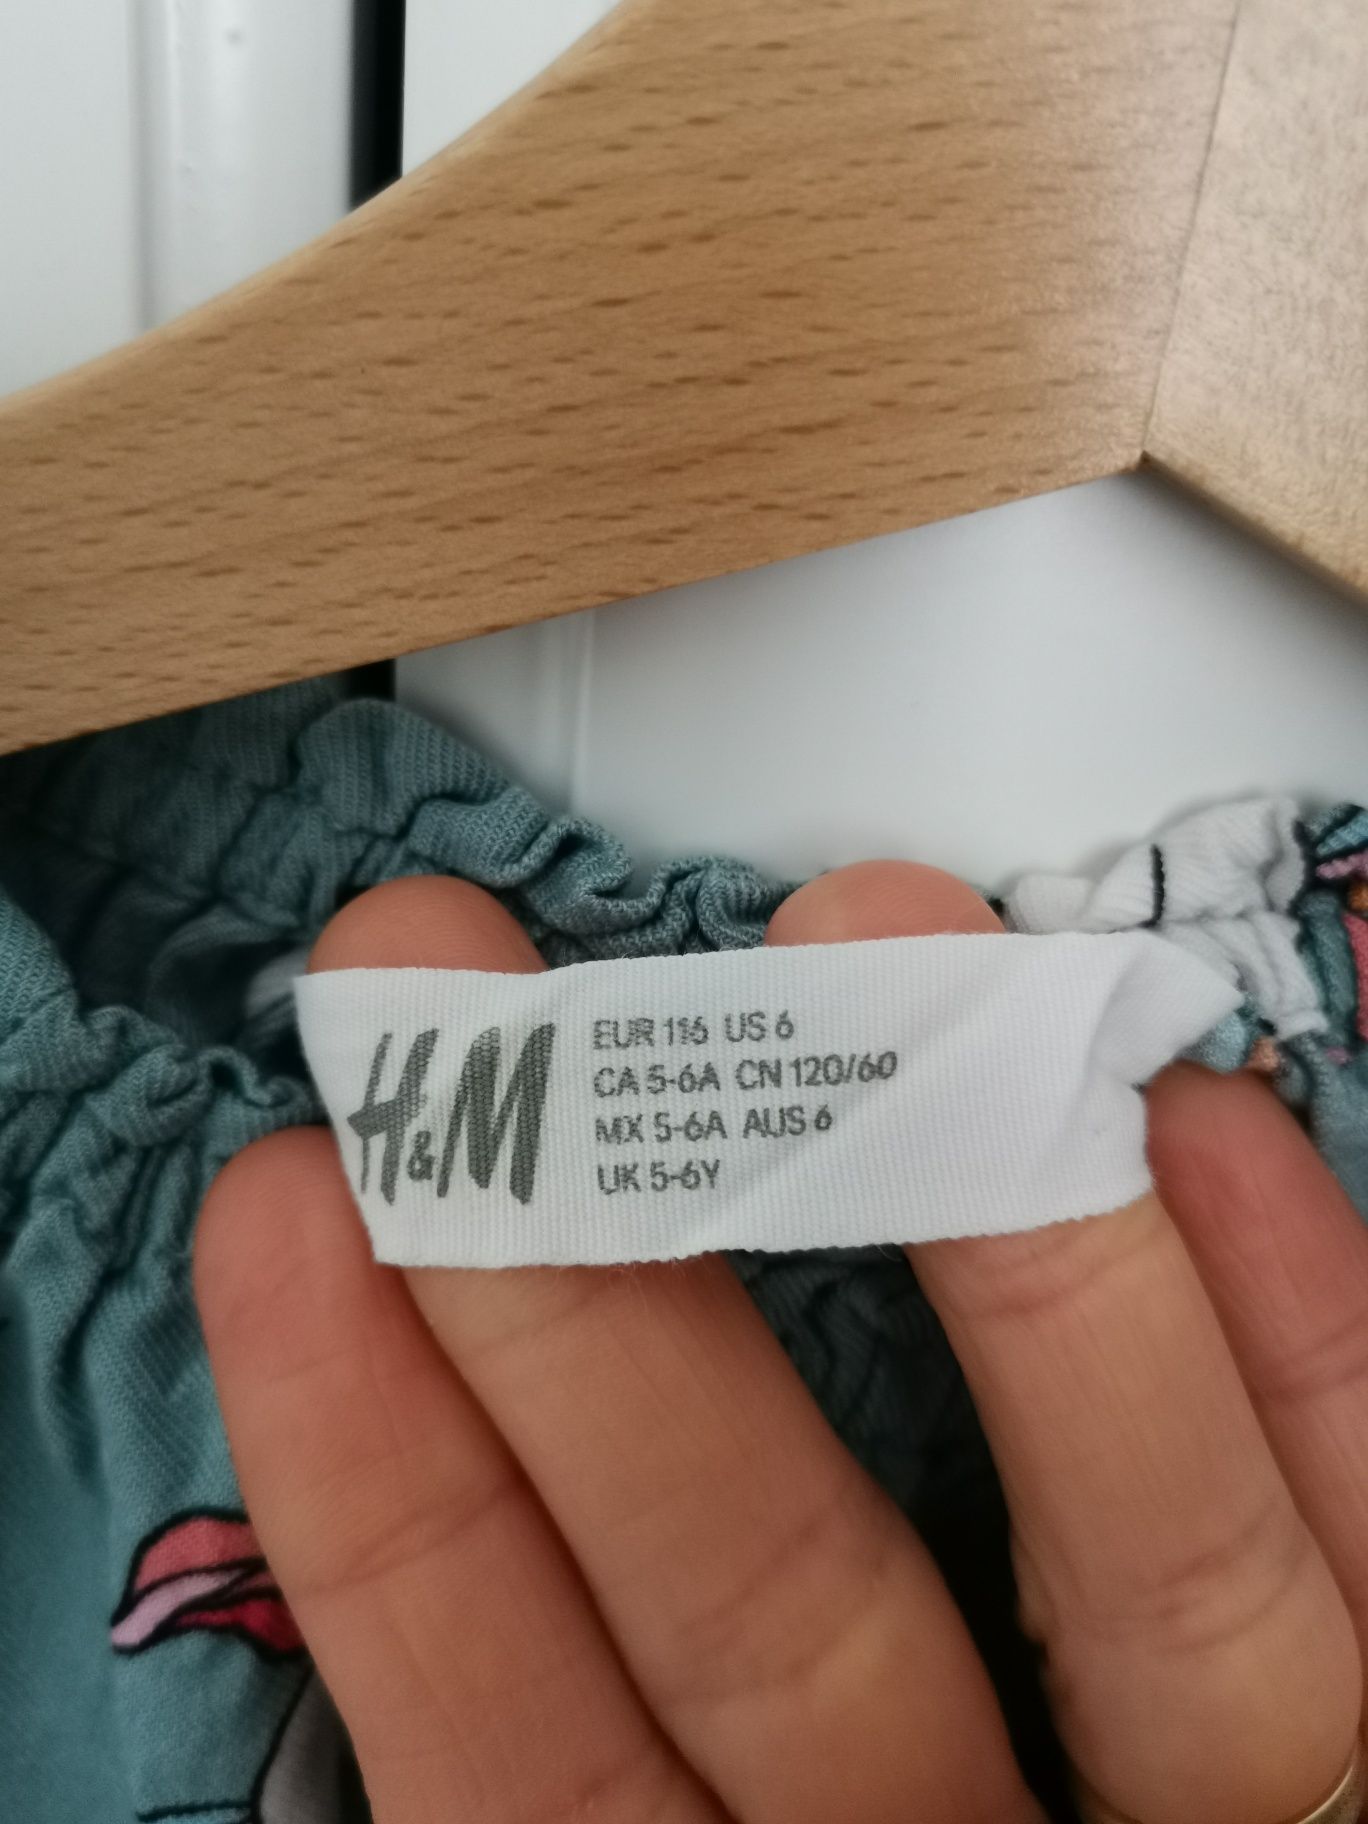 H&M
EUR 116 US 6
CA 5-6A CN 120/60
MX 5-6A AUS 6
UK 5-6Y